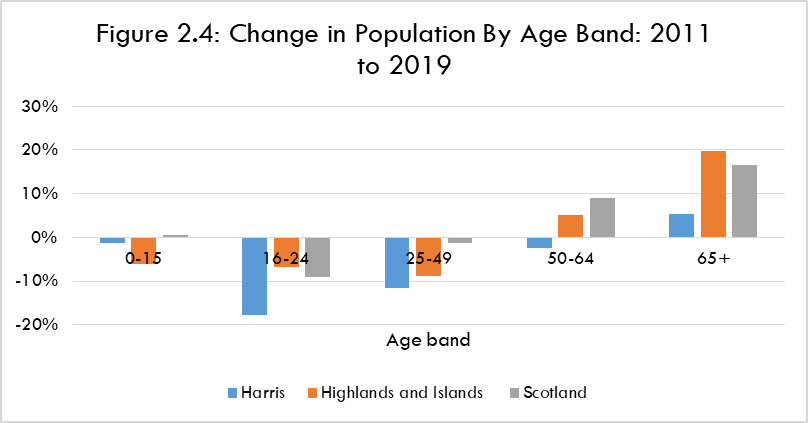 Figure 2.4: Change in Population By Age Band: 2011
to 2019
30%
20%
10%
0%
-10%
-20%
0-15 16-24 25-49 50-64 65+
Age band
Harris Highlands and Islands Scotland